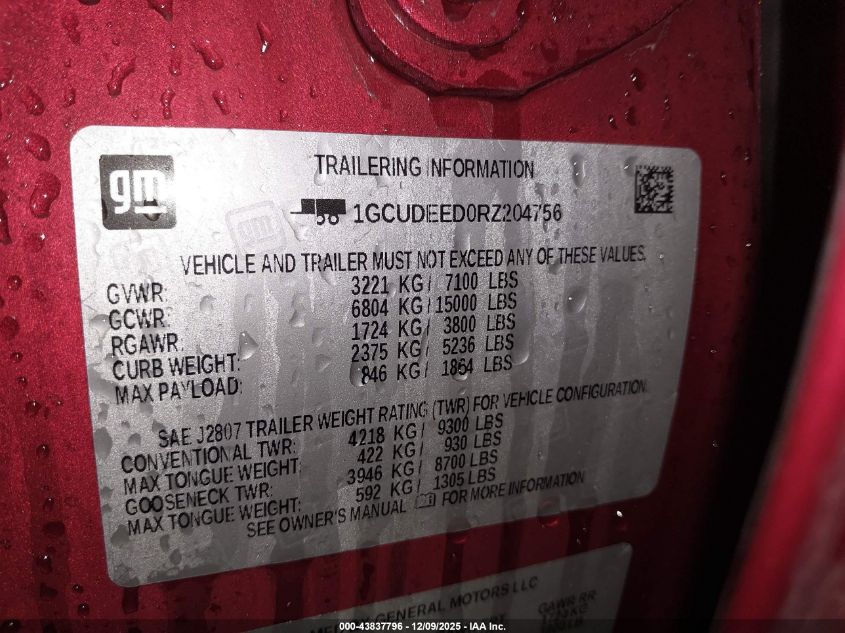 gm
TRAILERING INFORMATION
1GCUDEED0RZ204756
VEHICLE AND TRAILER MUST NOT EXCEED ANY OF THESE VALUES.
GVWR: 3221 KG/ 7100 LBS
GCWR: 6804 KG/ 15000 LBS
RGAWR: 1724 KG/ 3800 LBS
CURB WEIGHT: 2375 KG/ 5236 LBS
MAX PAYLOAD: 846 KG/ 1864 LBS
SAE J2807 TRAILER WEIGHT RATING (TWR) FOR VEHICLE CONFIGURATION.
CONVENTIONAL TWR: 4218 KG/ 9300 LBS
MAX TONGUE WEIGHT: 422 KG/ 930 LBS
GOOSENECK TWR: 3946 KG/ 8700 LBS
MAX TONGUE WEIGHT: 592 KG/ 1305 LBS
SEE OWNER'S MANUAL FOR MORE INFORMATION
GENERAL MOTORS LLC
GAWR RR
000-43837796 - 12/09/2025 - IAA Inc.